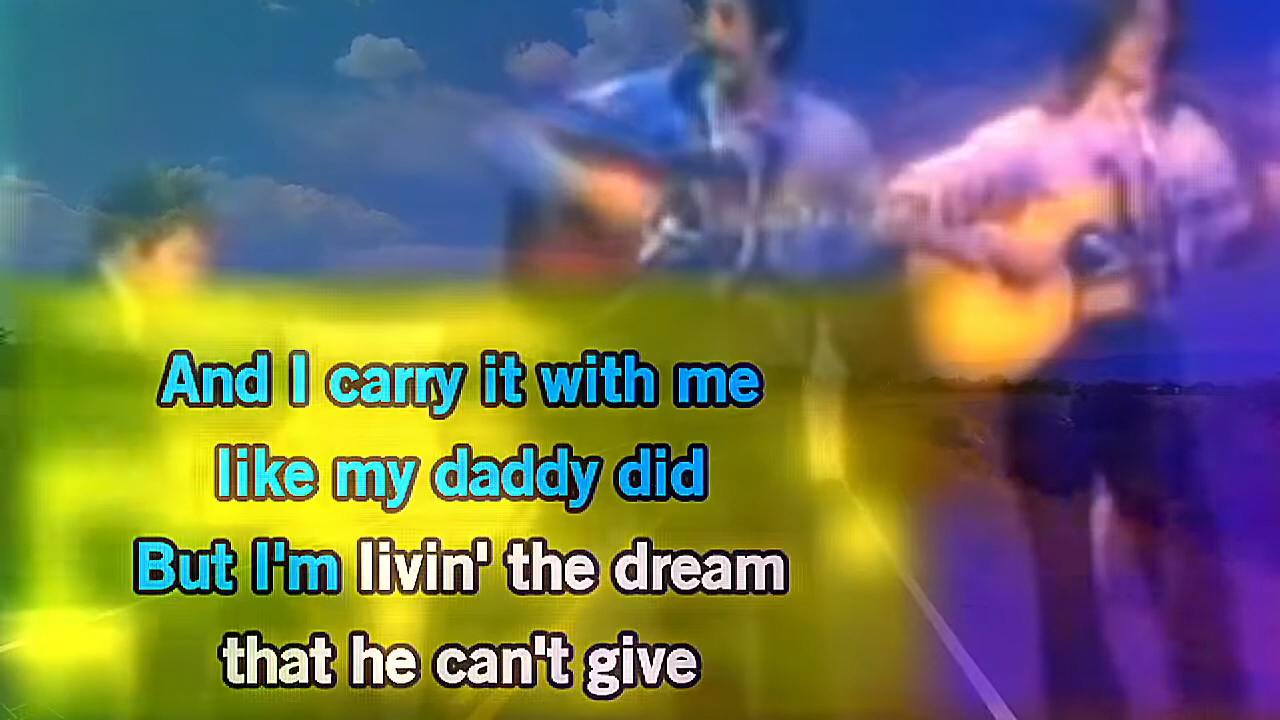 And I carry it with me
like my daddy did
But I'm livin' the dream
that he can't give